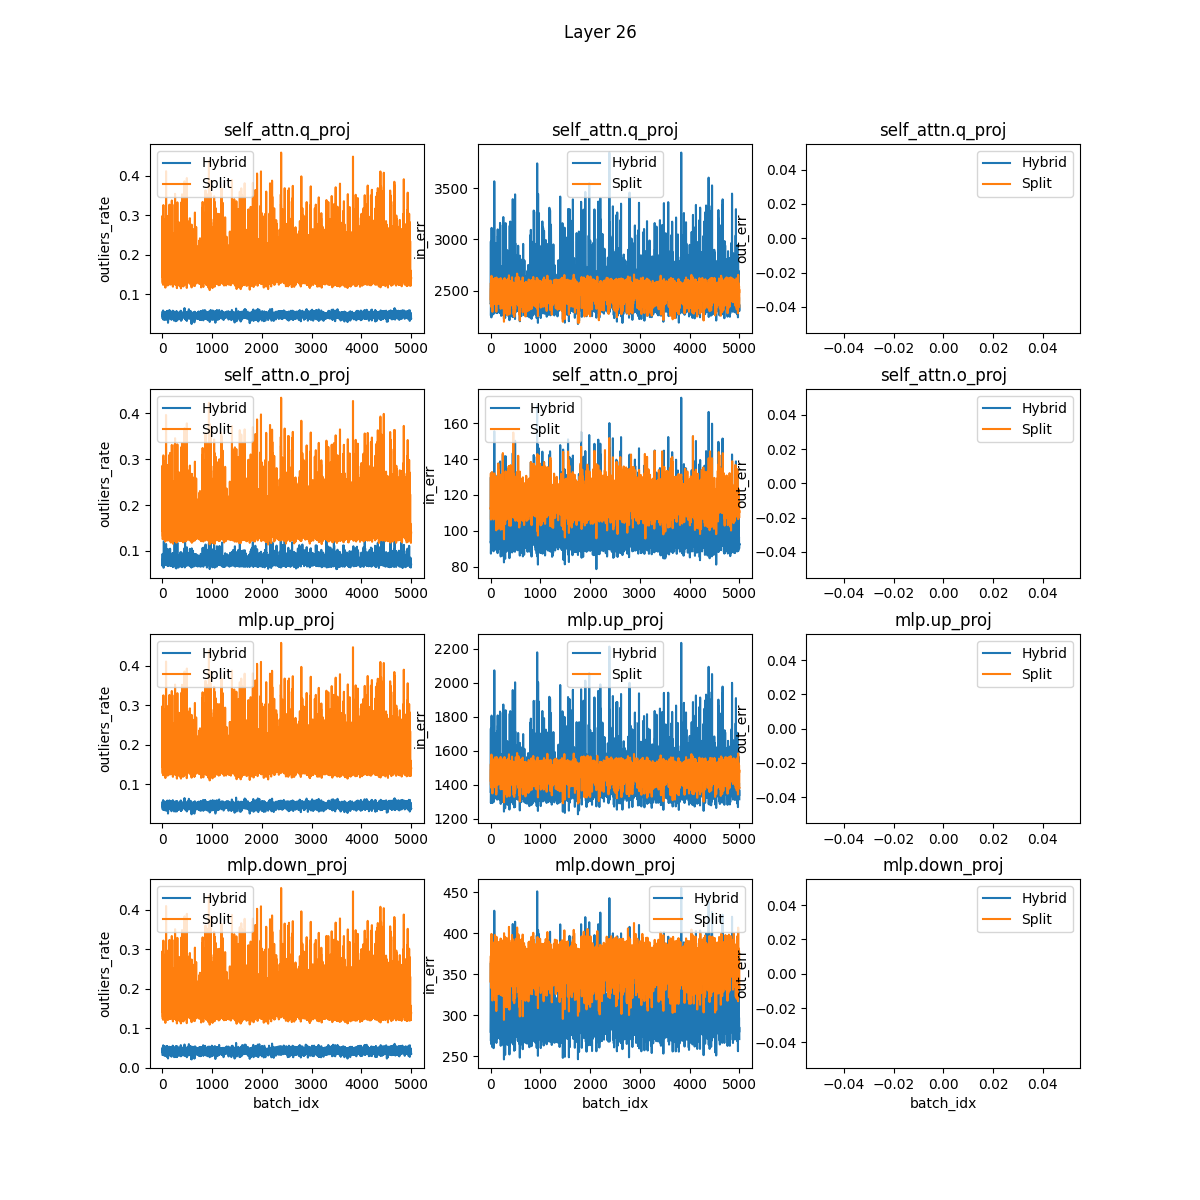 Layer 26
self_attn.q_proj
outliers_rate
0.4
0.3
0.2
0.1
Hybrid
Split
0 1000 2000 3000 4000 5000
self_attn.q_proj
in_err
3500
3000
2500
Hybrid
Split
0 1000 2000 3000 4000 5000
self_attn.q_proj
out_err
0.04
0.02
0.00
−0.02
−0.04
Hybrid
Split
−0.04 −0.02 0.00 0.02 0.04
self_attn.o_proj
outliers_rate
0.4
0.3
0.2
0.1
Hybrid
Split
0 1000 2000 3000 4000 5000
self_attn.o_proj
in_err
160
140
120
100
80
Hybrid
Split
0 1000 2000 3000 4000 5000
self_attn.o_proj
out_err
0.04
0.02
0.00
−0.02
−0.04
Hybrid
Split
−0.04 −0.02 0.00 0.02 0.04
mlp.up_proj
outliers_rate
0.4
0.3
0.2
0.1
Hybrid
Split
0 1000 2000 3000 4000 5000
mlp.up_proj
in_err
2200
2000
1800
1600
1400
1200
Hybrid
Split
0 1000 2000 3000 4000 5000
mlp.up_proj
out_err
0.04
0.02
0.00
−0.02
−0.04
Hybrid
Split
−0.04 −0.02 0.00 0.02 0.04
mlp.down_proj
outliers_rate
0.4
0.3
0.2
0.1
0.0
Hybrid
Split
0 1000 2000 3000 4000 5000
batch_idx
mlp.down_proj
in_err
450
400
350
300
250
Hybrid
Split
0 1000 2000 3000 4000 5000
batch_idx
mlp.down_proj
out_err
0.04
0.02
0.00
−0.02
−0.04
Hybrid
Split
−0.04 −0.02 0.00 0.02 0.04
batch_idx